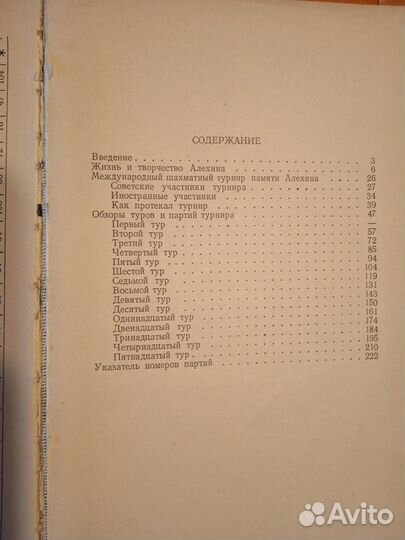 СОДЕРЖАНИЕ
Введение . . . . . . . . . . . . . . . . . . . . 3
Жизнь и творчество Алехина . . . . . . . . . . . . 6
Международный шахматный турнир памяти Алехина . . . . 26
Советские участники турнира . . . . . . . . . . . 27
Иностранные участники . . . . . . . . . . . . . 34
Как протекал турнир . . . . . . . . . . . . . . 39
Обзоры туров и партий турнира . . . . . . . . . . . 47
Первый тур . . . . . . . . . . . . . . . . . —
Второй тур . . . . . . . . . . . . . . . . . 57
Третий тур . . . . . . . . . . . . . . . . . 72
Четвертый тур . . . . . . . . . . . . . . . . 85
Пятый тур . . . . . . . . . . . . . . . . . 94
Шестой тур . . . . . . . . . . . . . . . . . 104
Седьмой тур . . . . . . . . . . . . . . . . 119
Восьмой тур . . . . . . . . . . . . . . . . 131
Девятый тур . . . . . . . . . . . . . . . . 143
Десятый тур . . . . . . . . . . . . . . . . 150
Одиннадцатый тур . . . . . . . . . . . . . . 161
Двенадцатый тур . . . . . . . . . . . . . . 174
Тринадцатый тур . . . . . . . . . . . . . . 184
Четырнадцатый тур . . . . . . . . . . . . . 195
Пятнадцатый тур . . . . . . . . . . . . . . 210
Указатель номеров партий . . . . . . . . . . . . 222
Avito